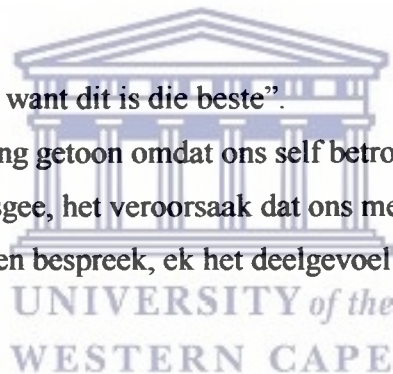 want dit is die beste”.
ng getoon omdat ons self betro
gee, het veroorsaak dat ons me
en bespreek, ek het deelgevoel
UNIVERSITY of the
WESTERN CAPE